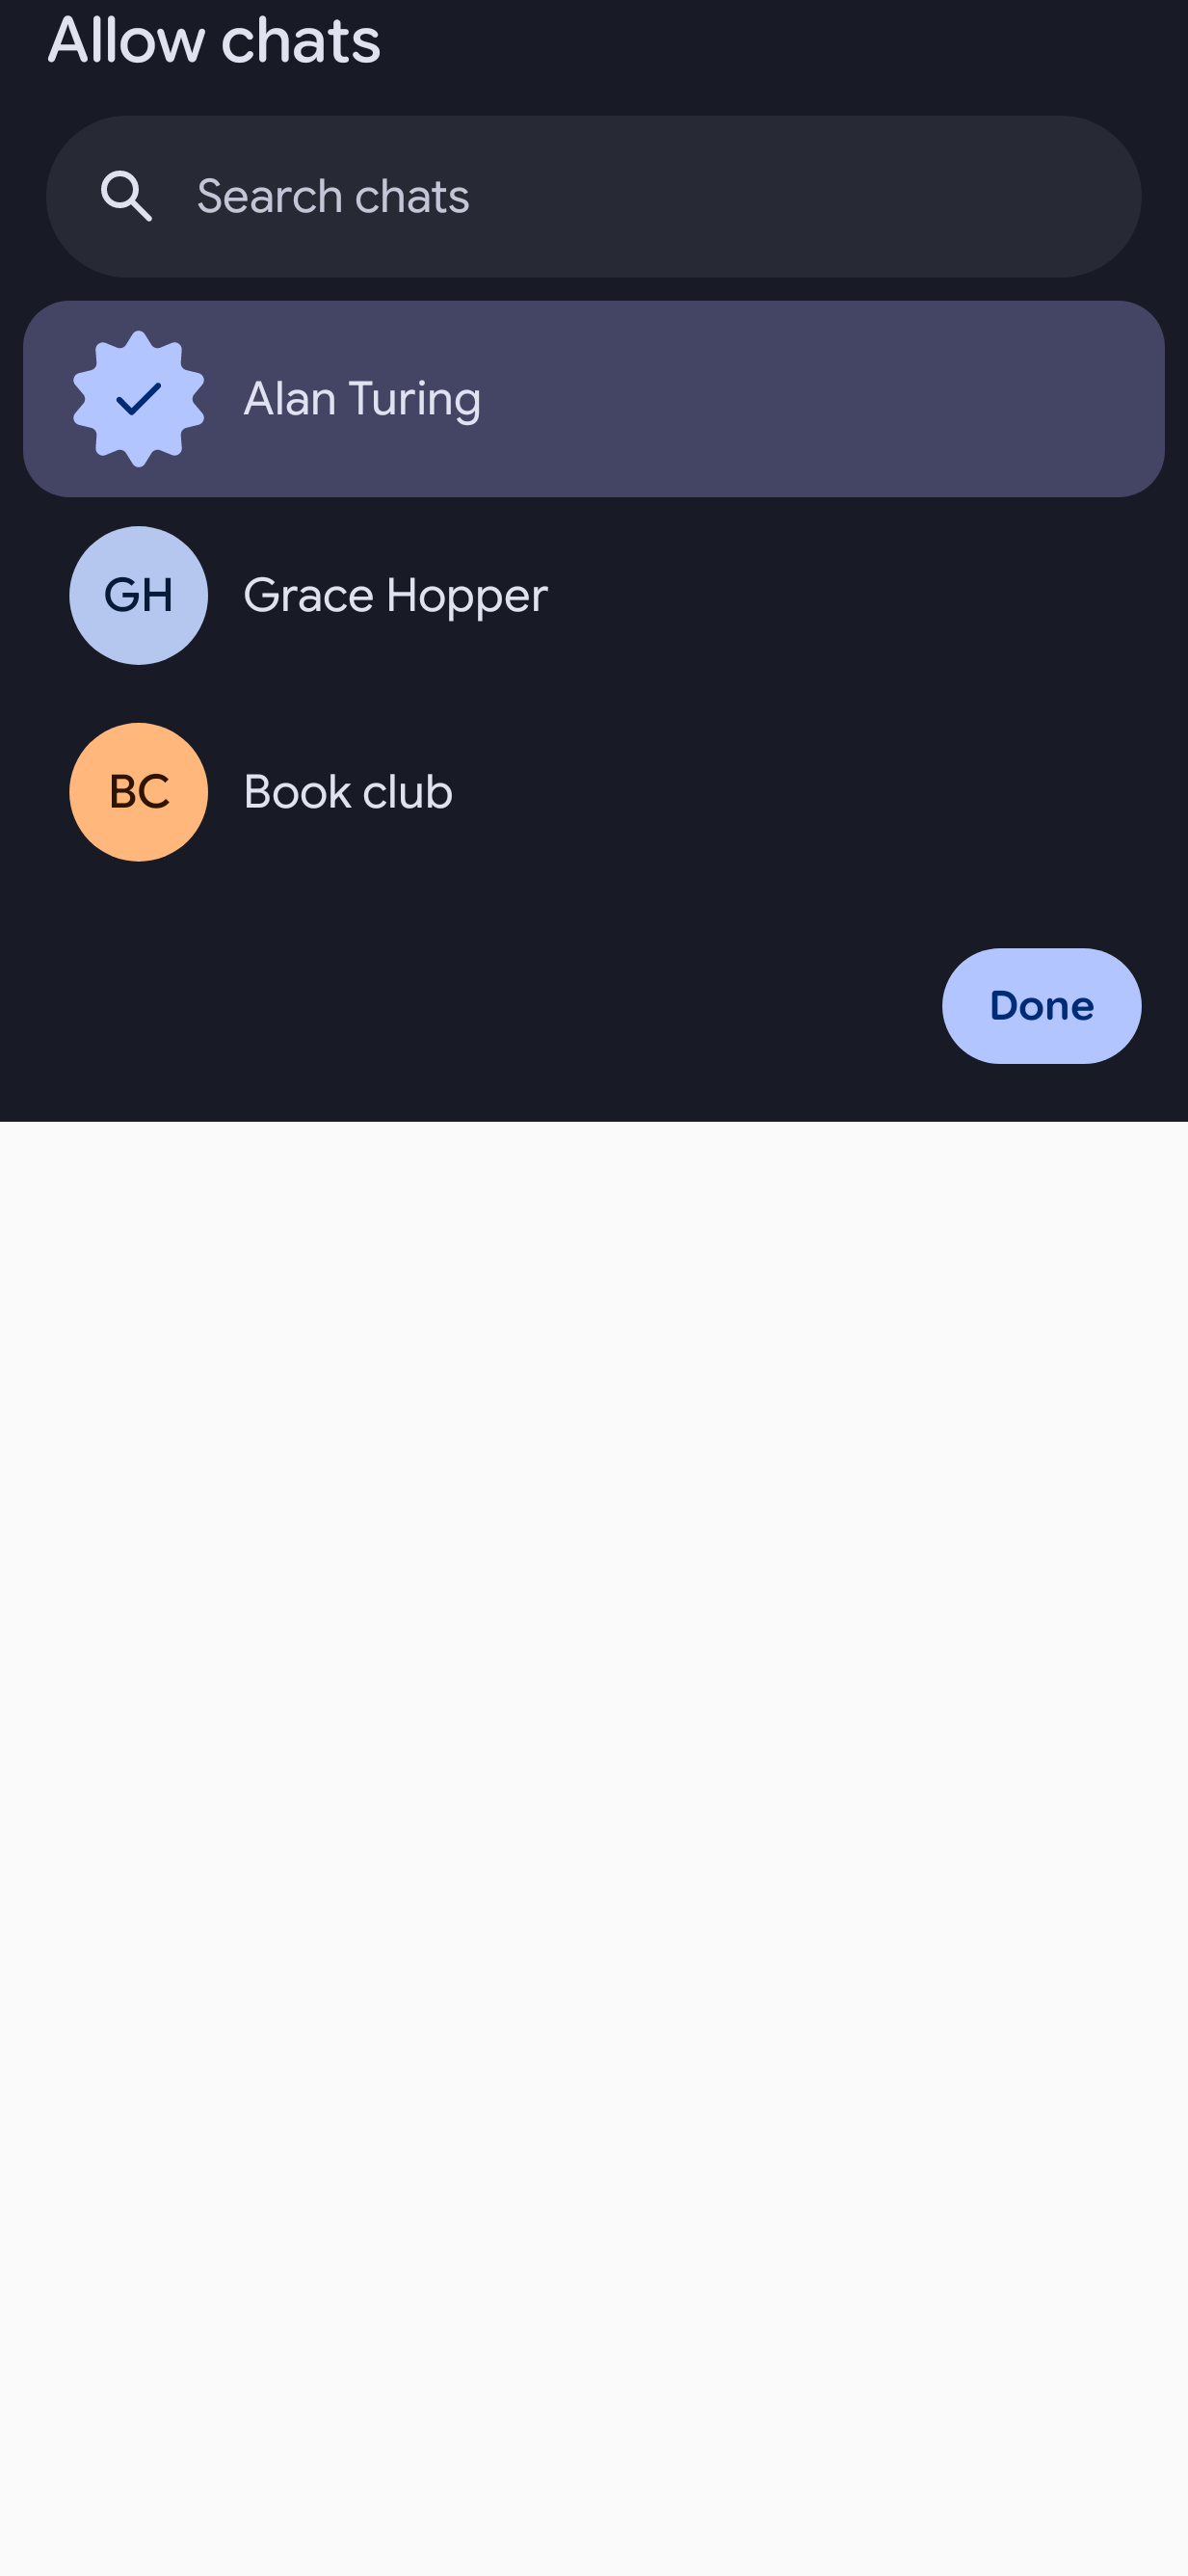 Allow chats
Search chats
Alan Turing
GH
Grace Hopper
BC
Book club
Done